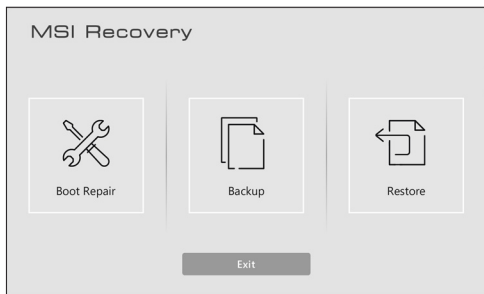 MSI Recovery
Boot Repair
Backup
Restore
Exit